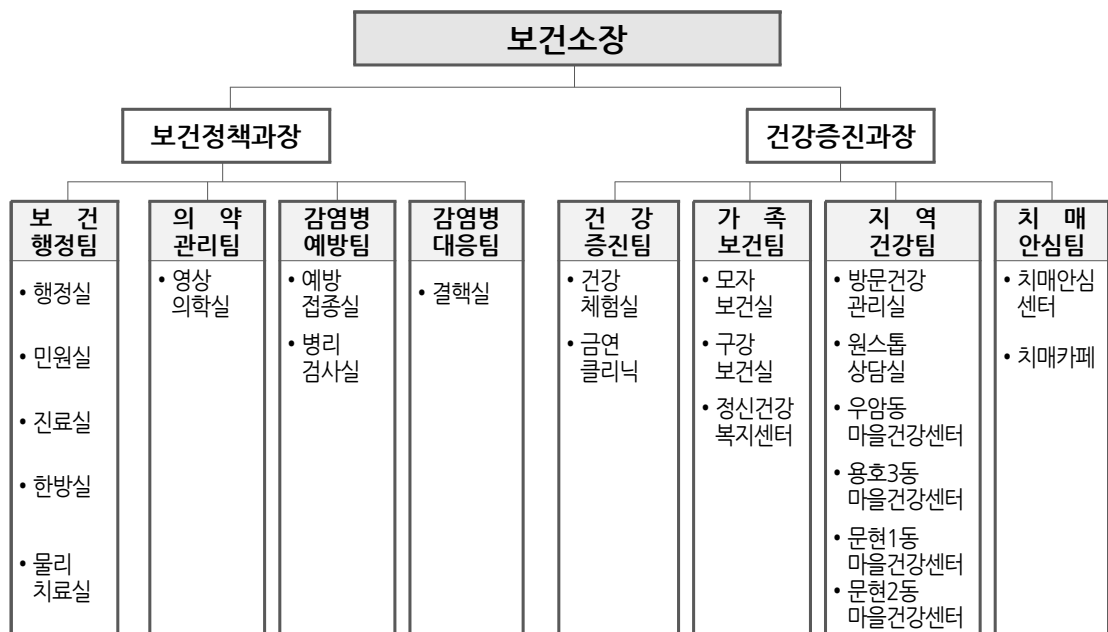 보건소장
보건정책과장
건강증진과장
보 건
행정팀
• 행정실
• 민원실
• 진료실
• 한방실
• 물리
치료실
의 약
관리팀
• 영상
의학실
감염병
예방팀
• 예방
접종실
• 병리
검사실
감염병
대응팀
• 결핵실
건 강
증진팀
• 건강
체험실
• 금연
클리닉
가 족
보건팀
• 모자
보건실
• 구강
보건실
• 정신건강
복지센터
지 역
건강팀
• 방문건강
관리실
• 원스톱
상담실
• 우암동
마을건강센터
• 용호3동
마을건강센터
• 문현1동
마을건강센터
• 문현2동
마을건강센터
치 매
안심팀
• 치매안심
센터
• 치매카페